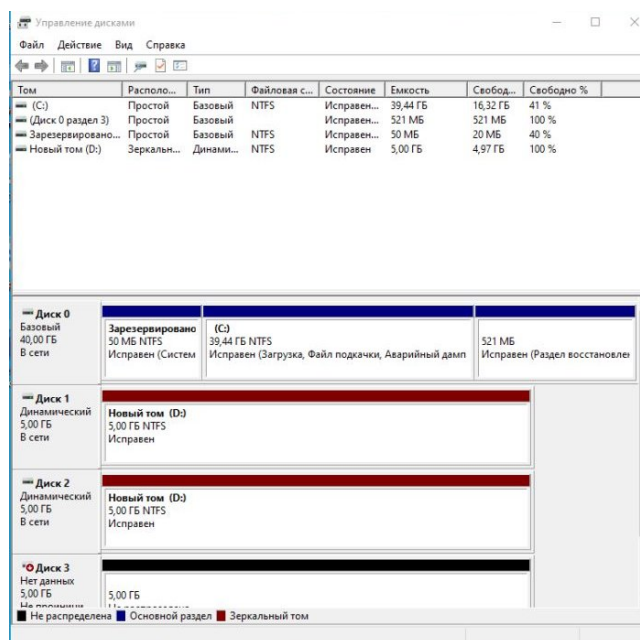 Управление дисками
Файл Действие Вид Справка
Том Располо... Тип Файловая с... Состояние Емкость Свобод... Свободно %
(C:) Простой Базовый NTFS Исправен... 39,44 ГБ 16,32 ГБ 41 %
(Диск 0 раздел 3) Простой Базовый Исправен... 521 МБ 521 МБ 100 %
Зарезервировано... Простой Базовый NTFS Исправен... 50 МБ 20 МБ 40 %
Новый том (D:) Зеркальн... Динами... NTFS Исправен 5,00 ГБ 4,97 ГБ 100 %
Диск 0
Базовый
40,00 ГБ
В сети
Зарезервировано
50 МБ NTFS
Исправен (Систем
(C:)
39,44 ГБ NTFS
Исправен (Загрузка, Файл подкачки, Аварийный дамп
521 МБ
Исправен (Раздел восстановлен
Диск 1
Динамический
5,00 ГБ
В сети
Новый том (D:)
5,00 ГБ NTFS
Исправен
Диск 2
Динамический
5,00 ГБ
В сети
Новый том (D:)
5,00 ГБ NTFS
Исправен
Диск 3
Нет данных
5,00 ГБ
5,00 ГБ
Не распределена Основной раздел Зеркальный том